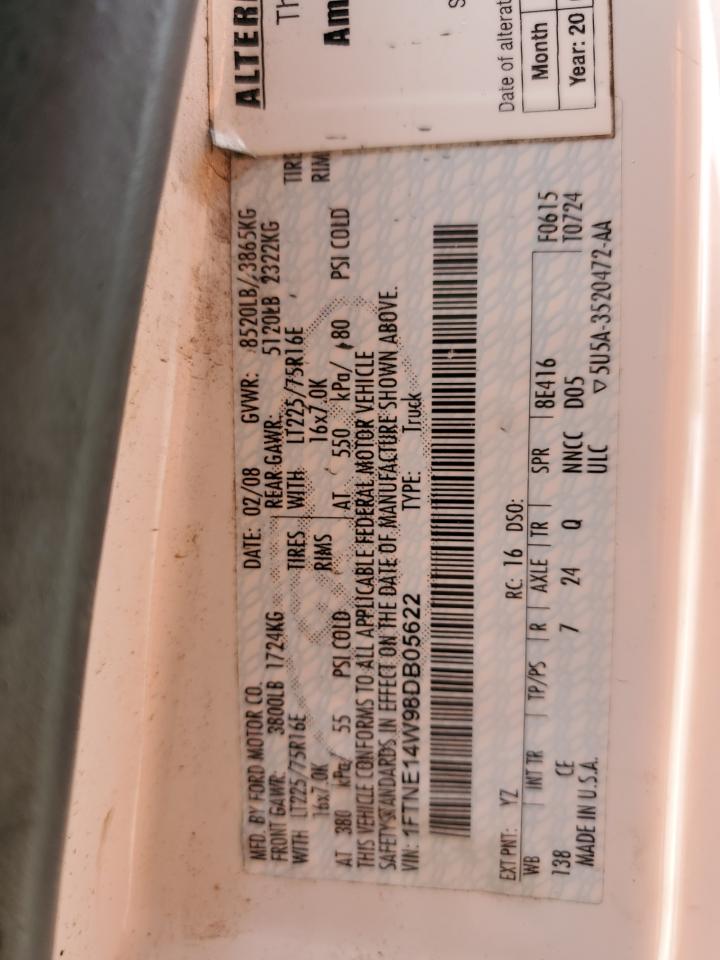 ALTER
Th
Am
S
Date of alterat
Month
Year: 20
MFD. BY FORD MOTOR CO.
DATE: 02/08 GVWR: 8520LB/ 3865KG
FRONT GAWR: 3800LB 1724KG
REAR GAWR: 5120LB 2322KG
WITH LT225/75R16E TIRES WITH LT225/75R16E TIRE
16x7.0K RIMS 16x7.0K RIM
AT 380 kPa/ 55 PSI COLD AT 550 kPa/ 80 PSI COLD
THIS VEHICLE CONFORMS TO ALL APPLICABLE FEDERAL MOTOR VEHICLE
SAFETY STANDARDS IN EFFECT ON THE DATE OF MANUFACTURE SHOWN ABOVE.
VIN: 1FTNE14W98DB05622 TYPE: Truck
EXT PNT: YZ RC: 16 DSO: F0615
WB INT TR TP/PS R AXLE TR SPR 8E416 T0724
138 CE 7 24 Q NNCC D05
MADE IN U.S.A. ULC ▽5U5A-3520472-AA